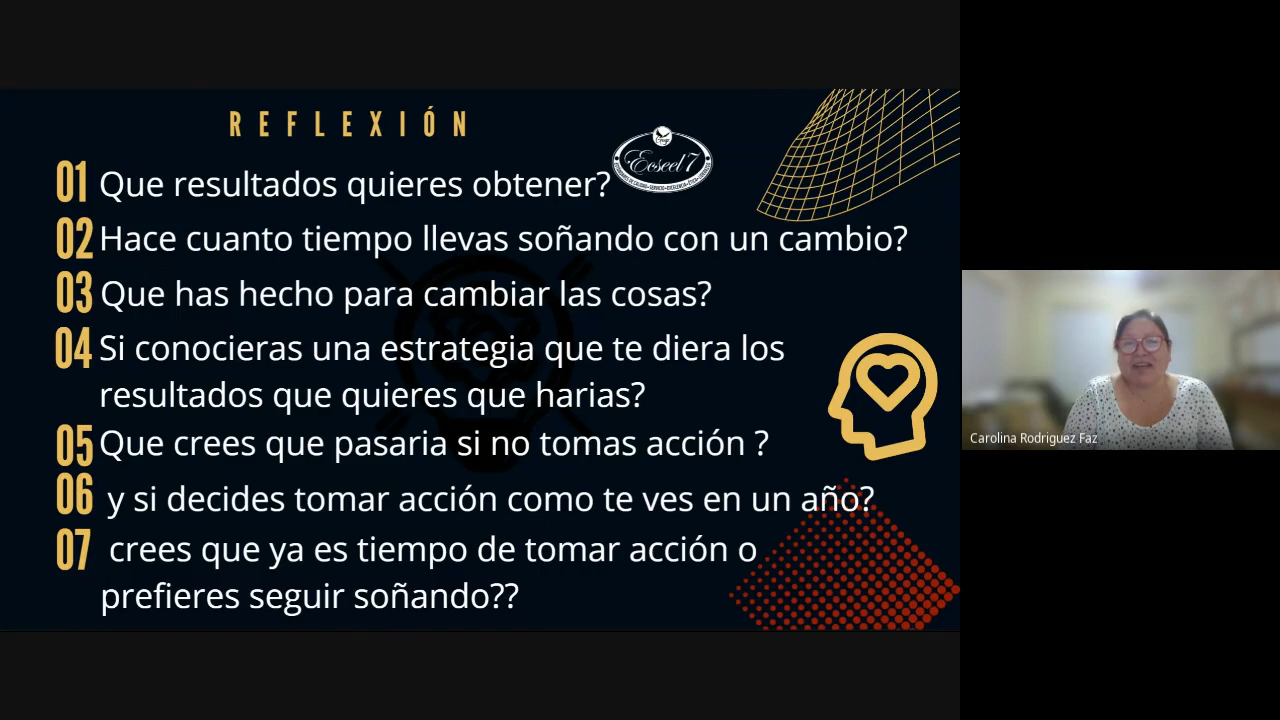 REFLEXIÓN
Ecseel7
01 Que resultados quieres obtener?
02 Hace cuanto tiempo llevas soñando con un cambio?
03 Que has hecho para cambiar las cosas?
04 Si conocieras una estrategia que te diera los
resultados que quieres que harias?
05 Que crees que pasaria si no tomas acción ?
06 y si decides tomar acción como te ves en un año?
07 crees que ya es tiempo de tomar acción o
prefieres seguir soñando??
Carolina Rodriguez Faz